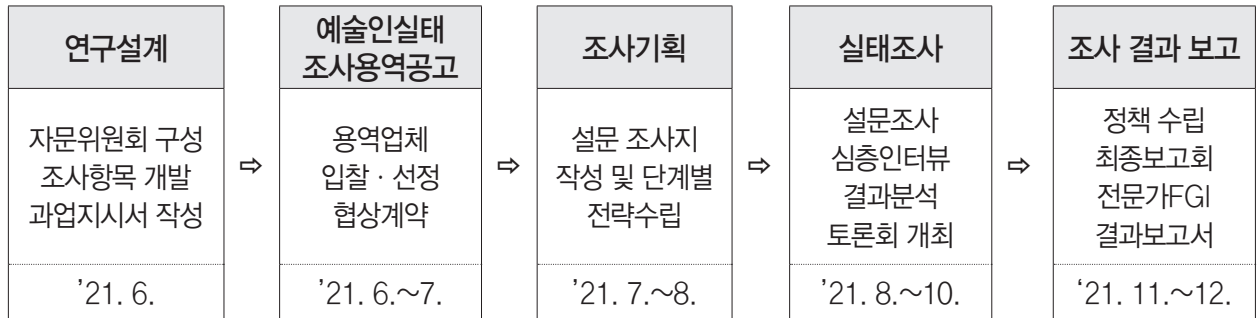 연구설계
자문위원회 구성
조사항목 개발
과업지시서 작성
’21. 6.
⇨
예술인실태
조사용역공고
용역업체
입찰 · 선정
협상계약
’21. 6.~7.
⇨
조사기획
설문 조사지
작성 및 단계별
전략수립
’21. 7.~8.
⇨
실태조사
설문조사
심층인터뷰
결과분석
토론회 개최
’21. 8.~10.
⇨
조사 결과 보고
정책 수립
최종보고회
전문가FGI
결과보고서
‘21. 11.~12.